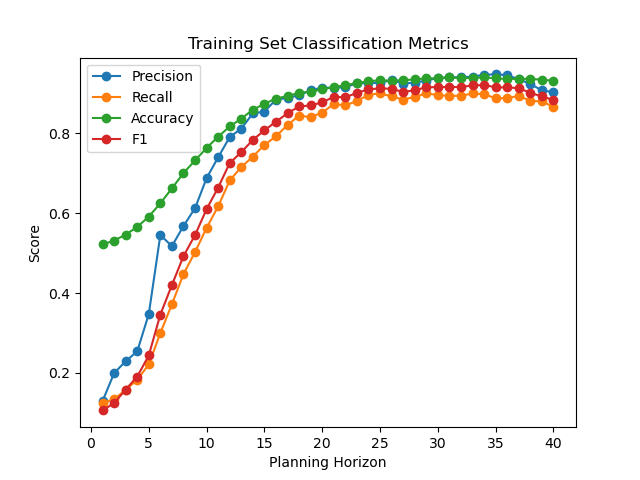 Training Set Classification Metrics
Precision
Recall
Accuracy
F1
Score
0.8
0.6
0.4
0.2
0 5 10 15 20 25 30 35 40
Planning Horizon